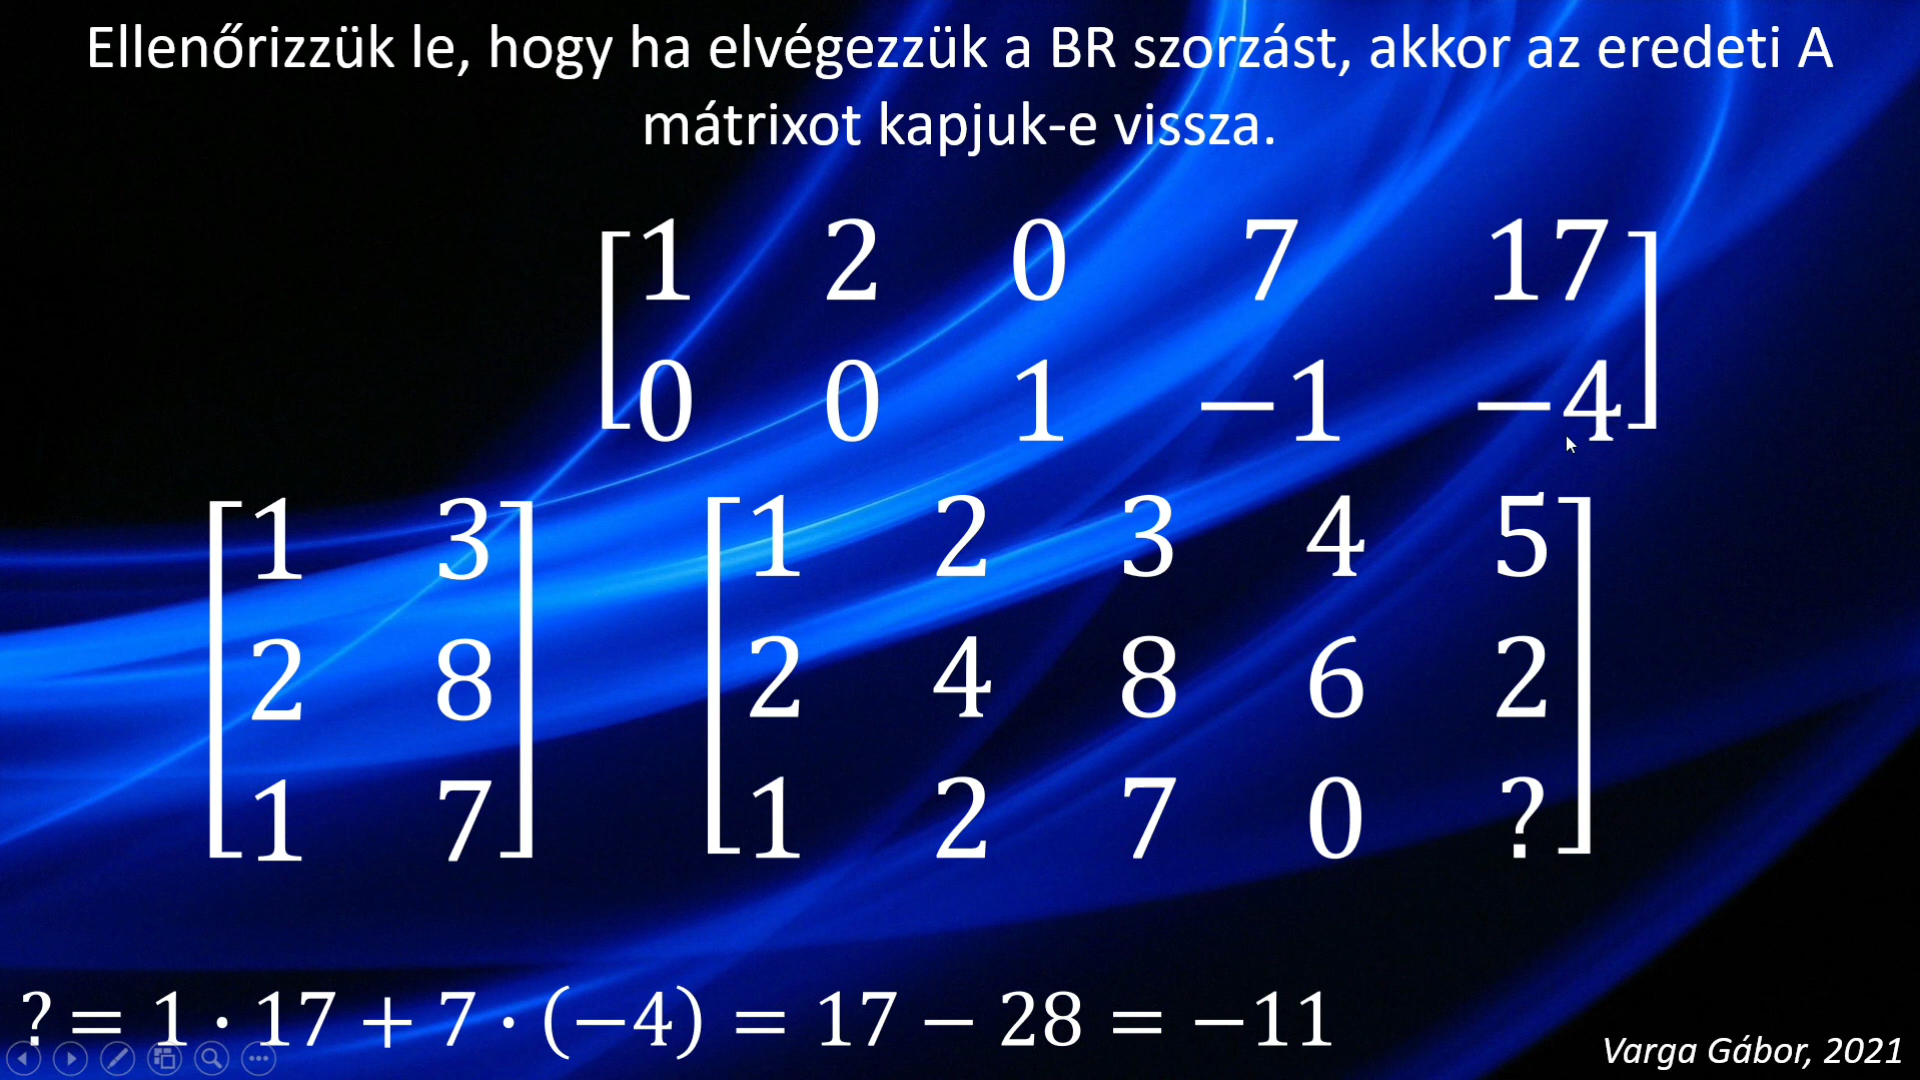 Ellenőrizzük le, hogy ha elvégezzük a BR szorzást, akkor az eredeti A
mátrixot kapjuk-e vissza.
1 2 0 7 17
0 0 1 −1 −4
1 3
2 8
1 7
1 2 3 4 5
2 4 8 6 2
1 2 7 0 ?
? = 1 · 17 + 7 · (−4) = 17 − 28 = −11
Varga Gábor, 2021